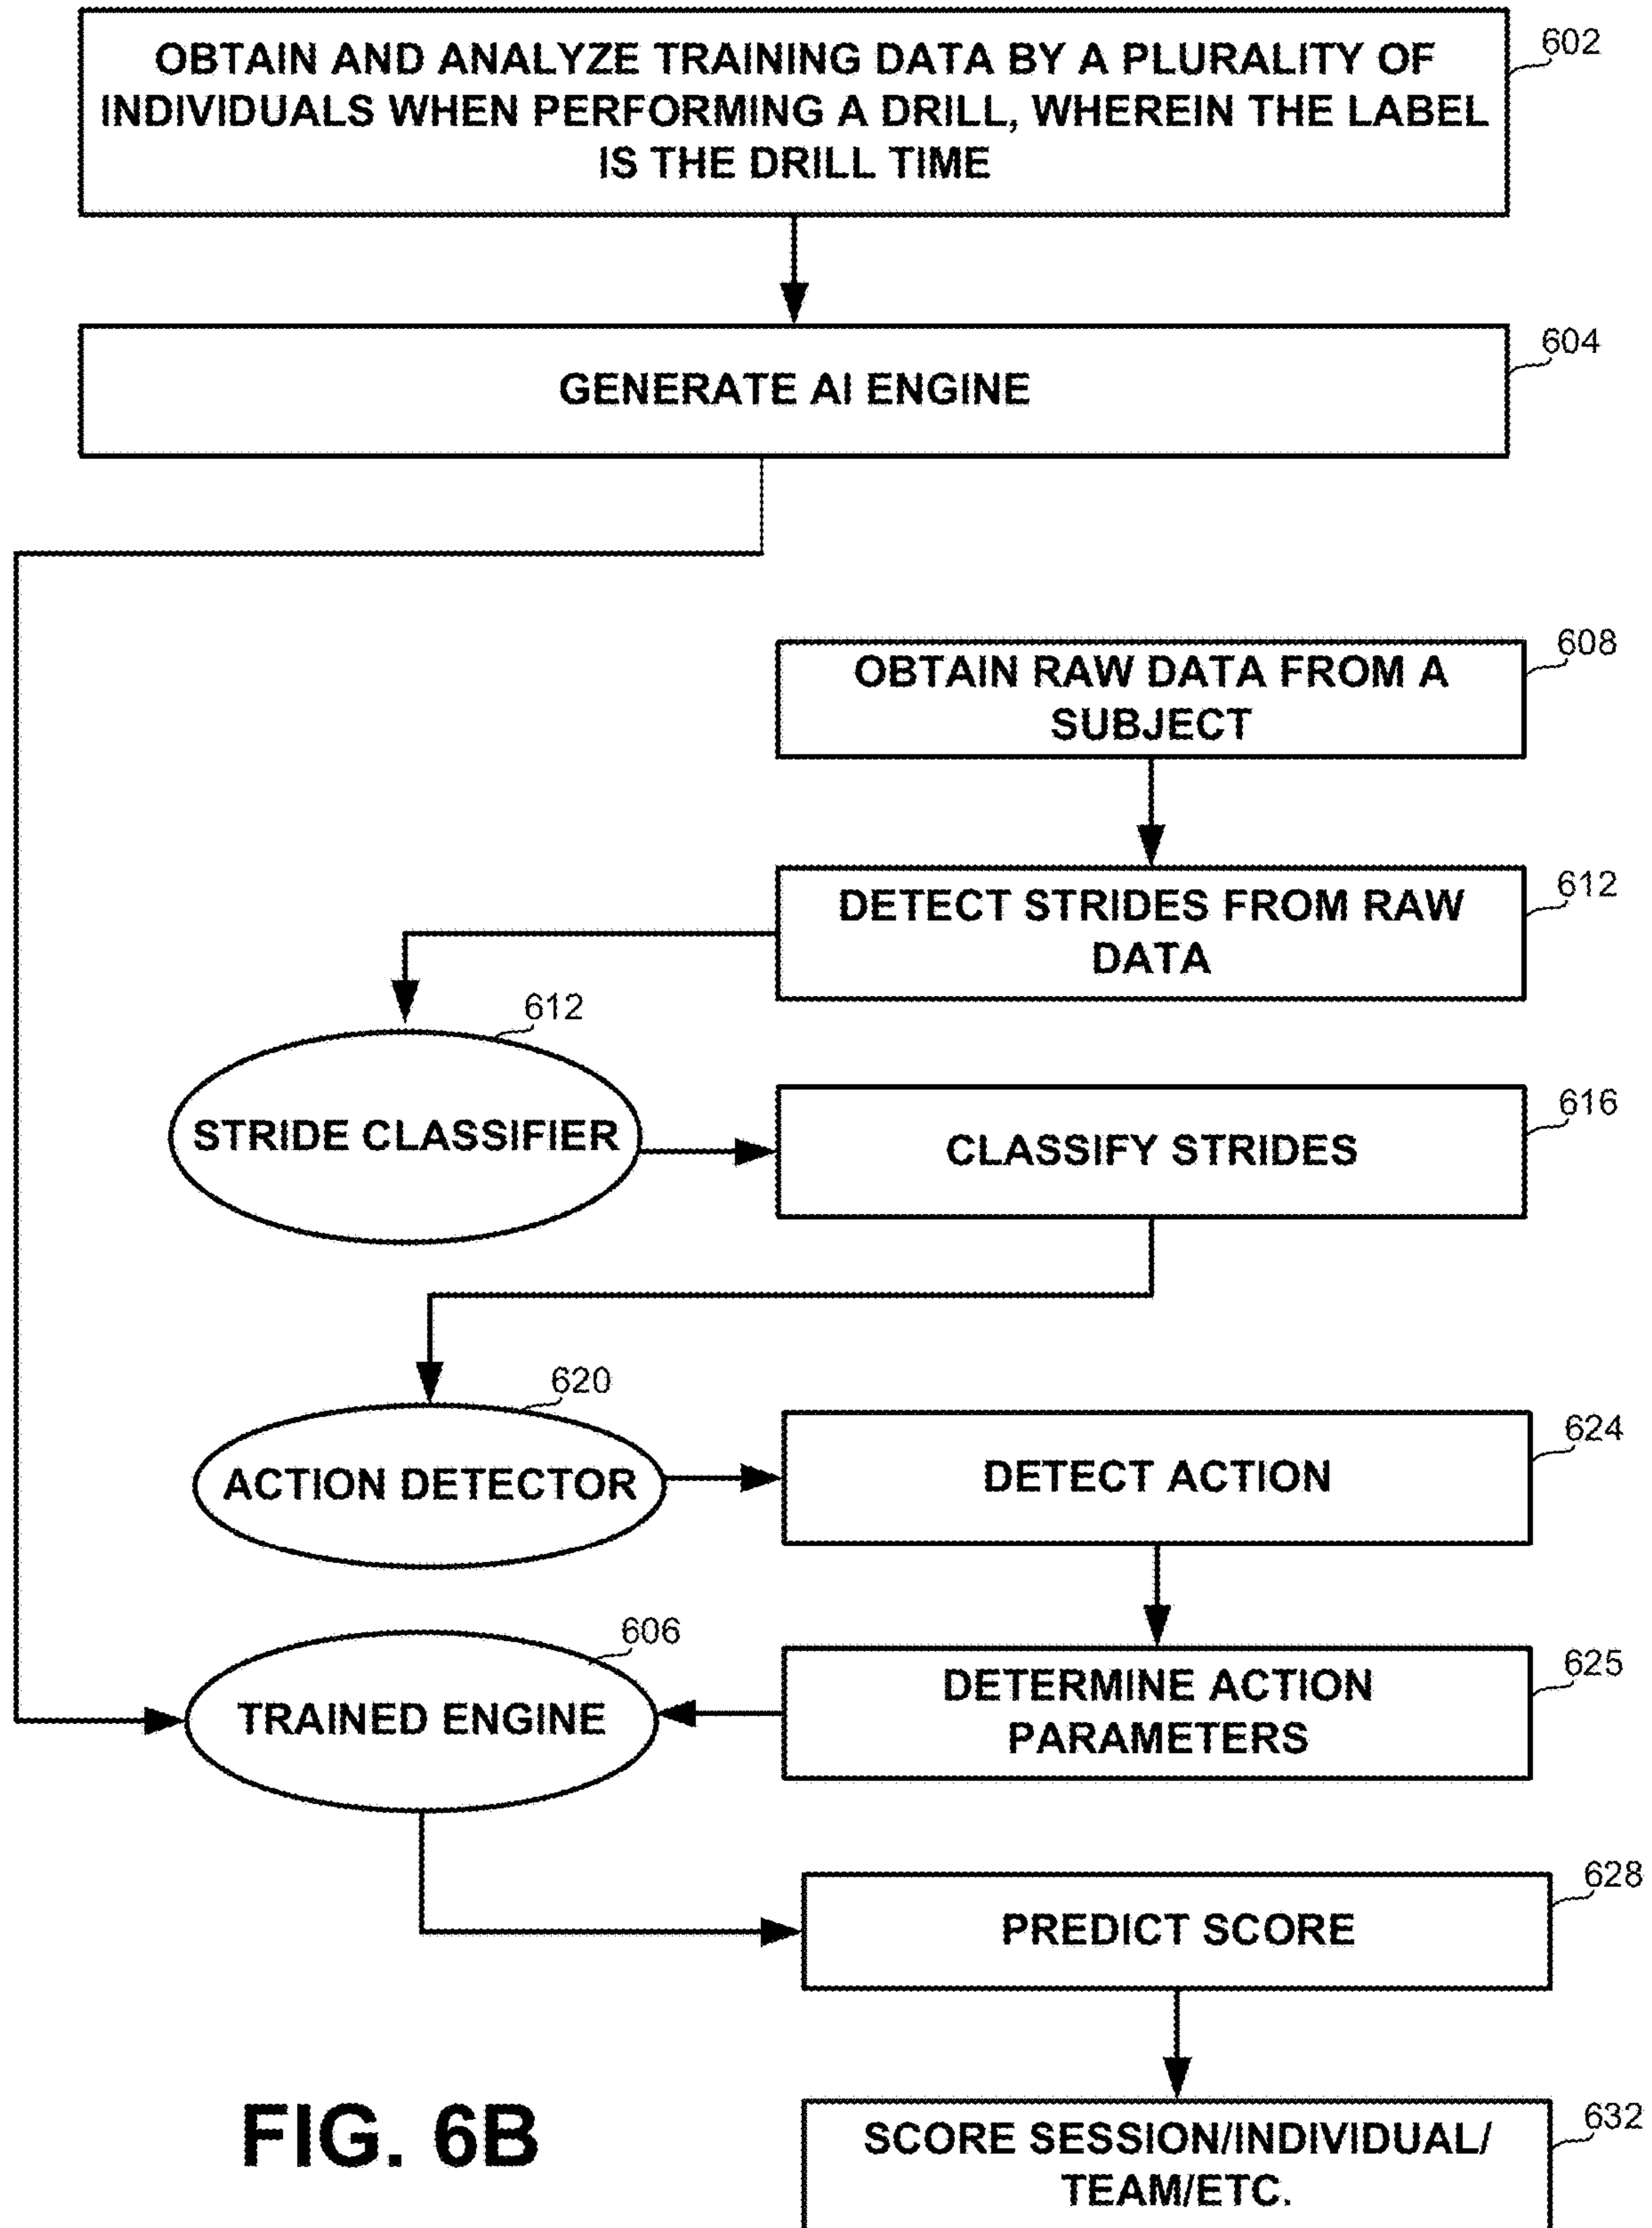 OBTAIN AND ANALYZE TRAINING DATA BY A PLURALITY OF
INDIVIDUALS WHEN PERFORMING A DRILL, WHEREIN THE LABEL
IS THE DRILL TIME
602
GENERATE AI ENGINE
604
OBTAIN RAW DATA FROM A
SUBJECT
608
DETECT STRIDES FROM RAW
DATA
612
STRIDE CLASSIFIER
612
CLASSIFY STRIDES
616
ACTION DETECTOR
620
DETECT ACTION
624
TRAINED ENGINE
606
DETERMINE ACTION
PARAMETERS
625
PREDICT SCORE
628
SCORE SESSION/INDIVIDUAL/
TEAM/ETC.
632
FIG. 6B